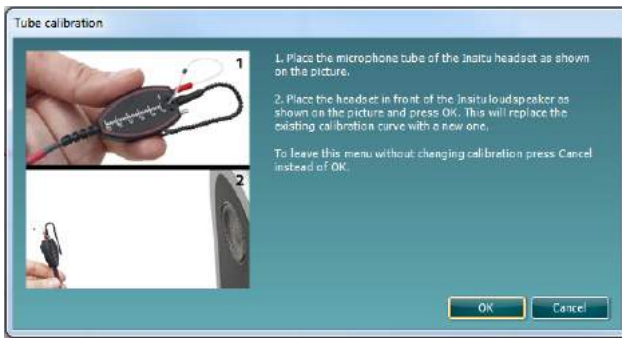 Tube calibration
1
1. Place the microphone tube of the Insitu headset as shown
on the picture.
2. Place the headset in front of the Insitu loudspeaker as
shown on the picture and press OK. This will replace the
existing calibration curve with a new one.
To leave this menu without changing calibration press Cancel
instead of OK.
2
OK Cancel